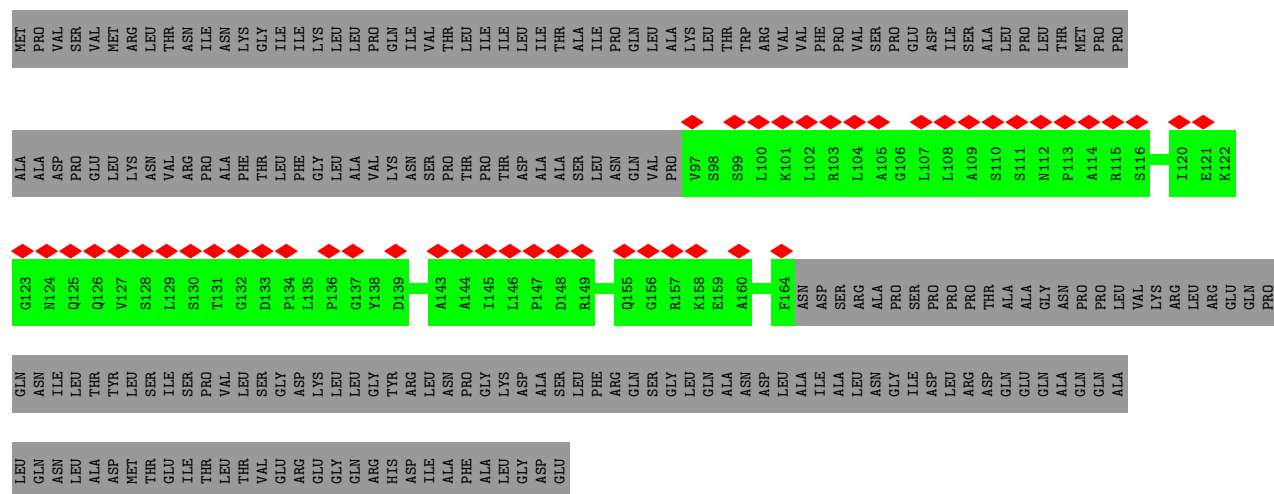 MET PRO VAL SER VAL MET ARG LEU THR ASN ILE ASN LYS GLY ILE ILE LYS LEU LEU PRO GLN ILE VAL THR LEU ILE ILE LEU ILE THR ALA ILE PRO GLN LEU ALA LYS LEU THR TRP ARG VAL VAL PHE PRO VAL SER PRO GLU ASP ILE SER ALA LEU PRO LEU THR MET PRO PRO
ALA ALA ASP PRO GLU LEU LYS ASN VAL ARG PRO ALA PHE THR LEU PHE GLY LEU ALA VAL LYS ASN SER PRO THR PRO THR ASP ALA ALA SER LEU ASN GLN VAL PRO V97 S98 S99 L100 K101 L102 R103 L104 A105 G106 L107 L108 A109 S110 S111 N112 P113 A114 R115 S116 I120 E121 K122
G123 N124 Q125 Q126 V127 S128 L129 S130 T131 G132 D133 P134 L135 P136 G137 Y138 D139 A143 A144 I145 L146 P147 D148 R149 Q155 G156 R157 K158 E159 A160 F164 ASN ASP SER ARG ALA PRO SER PRO PRO PRO THR ALA ALA GLY ASN PRO PRO LEU VAL LYS ARG LEU ARG GLU GLN PRO
GLN ASN ILE LEU THR TYR LEU SER ILE SER PRO VAL LEU SER GLY ASP LYS LEU LEU GLY TYR ARG LEU ASN PRO GLY LYS ASP ALA SER LEU PHE ARG GLN SER GLY LEU GLN ALA ASN ASP LEU ALA ILE ALA LEU ASN GLY ILE ASP LEU ARG ASP GLN GLU GLN ALA GLN GLN ALA
LEU GLN ASN LEU ALA ASP MET THR GLU ILE THR LEU THR VAL GLU ARG GLU GLY GLN ARG HIS ASP ILE ALA PHE ALA LEU GLY ASP GLU